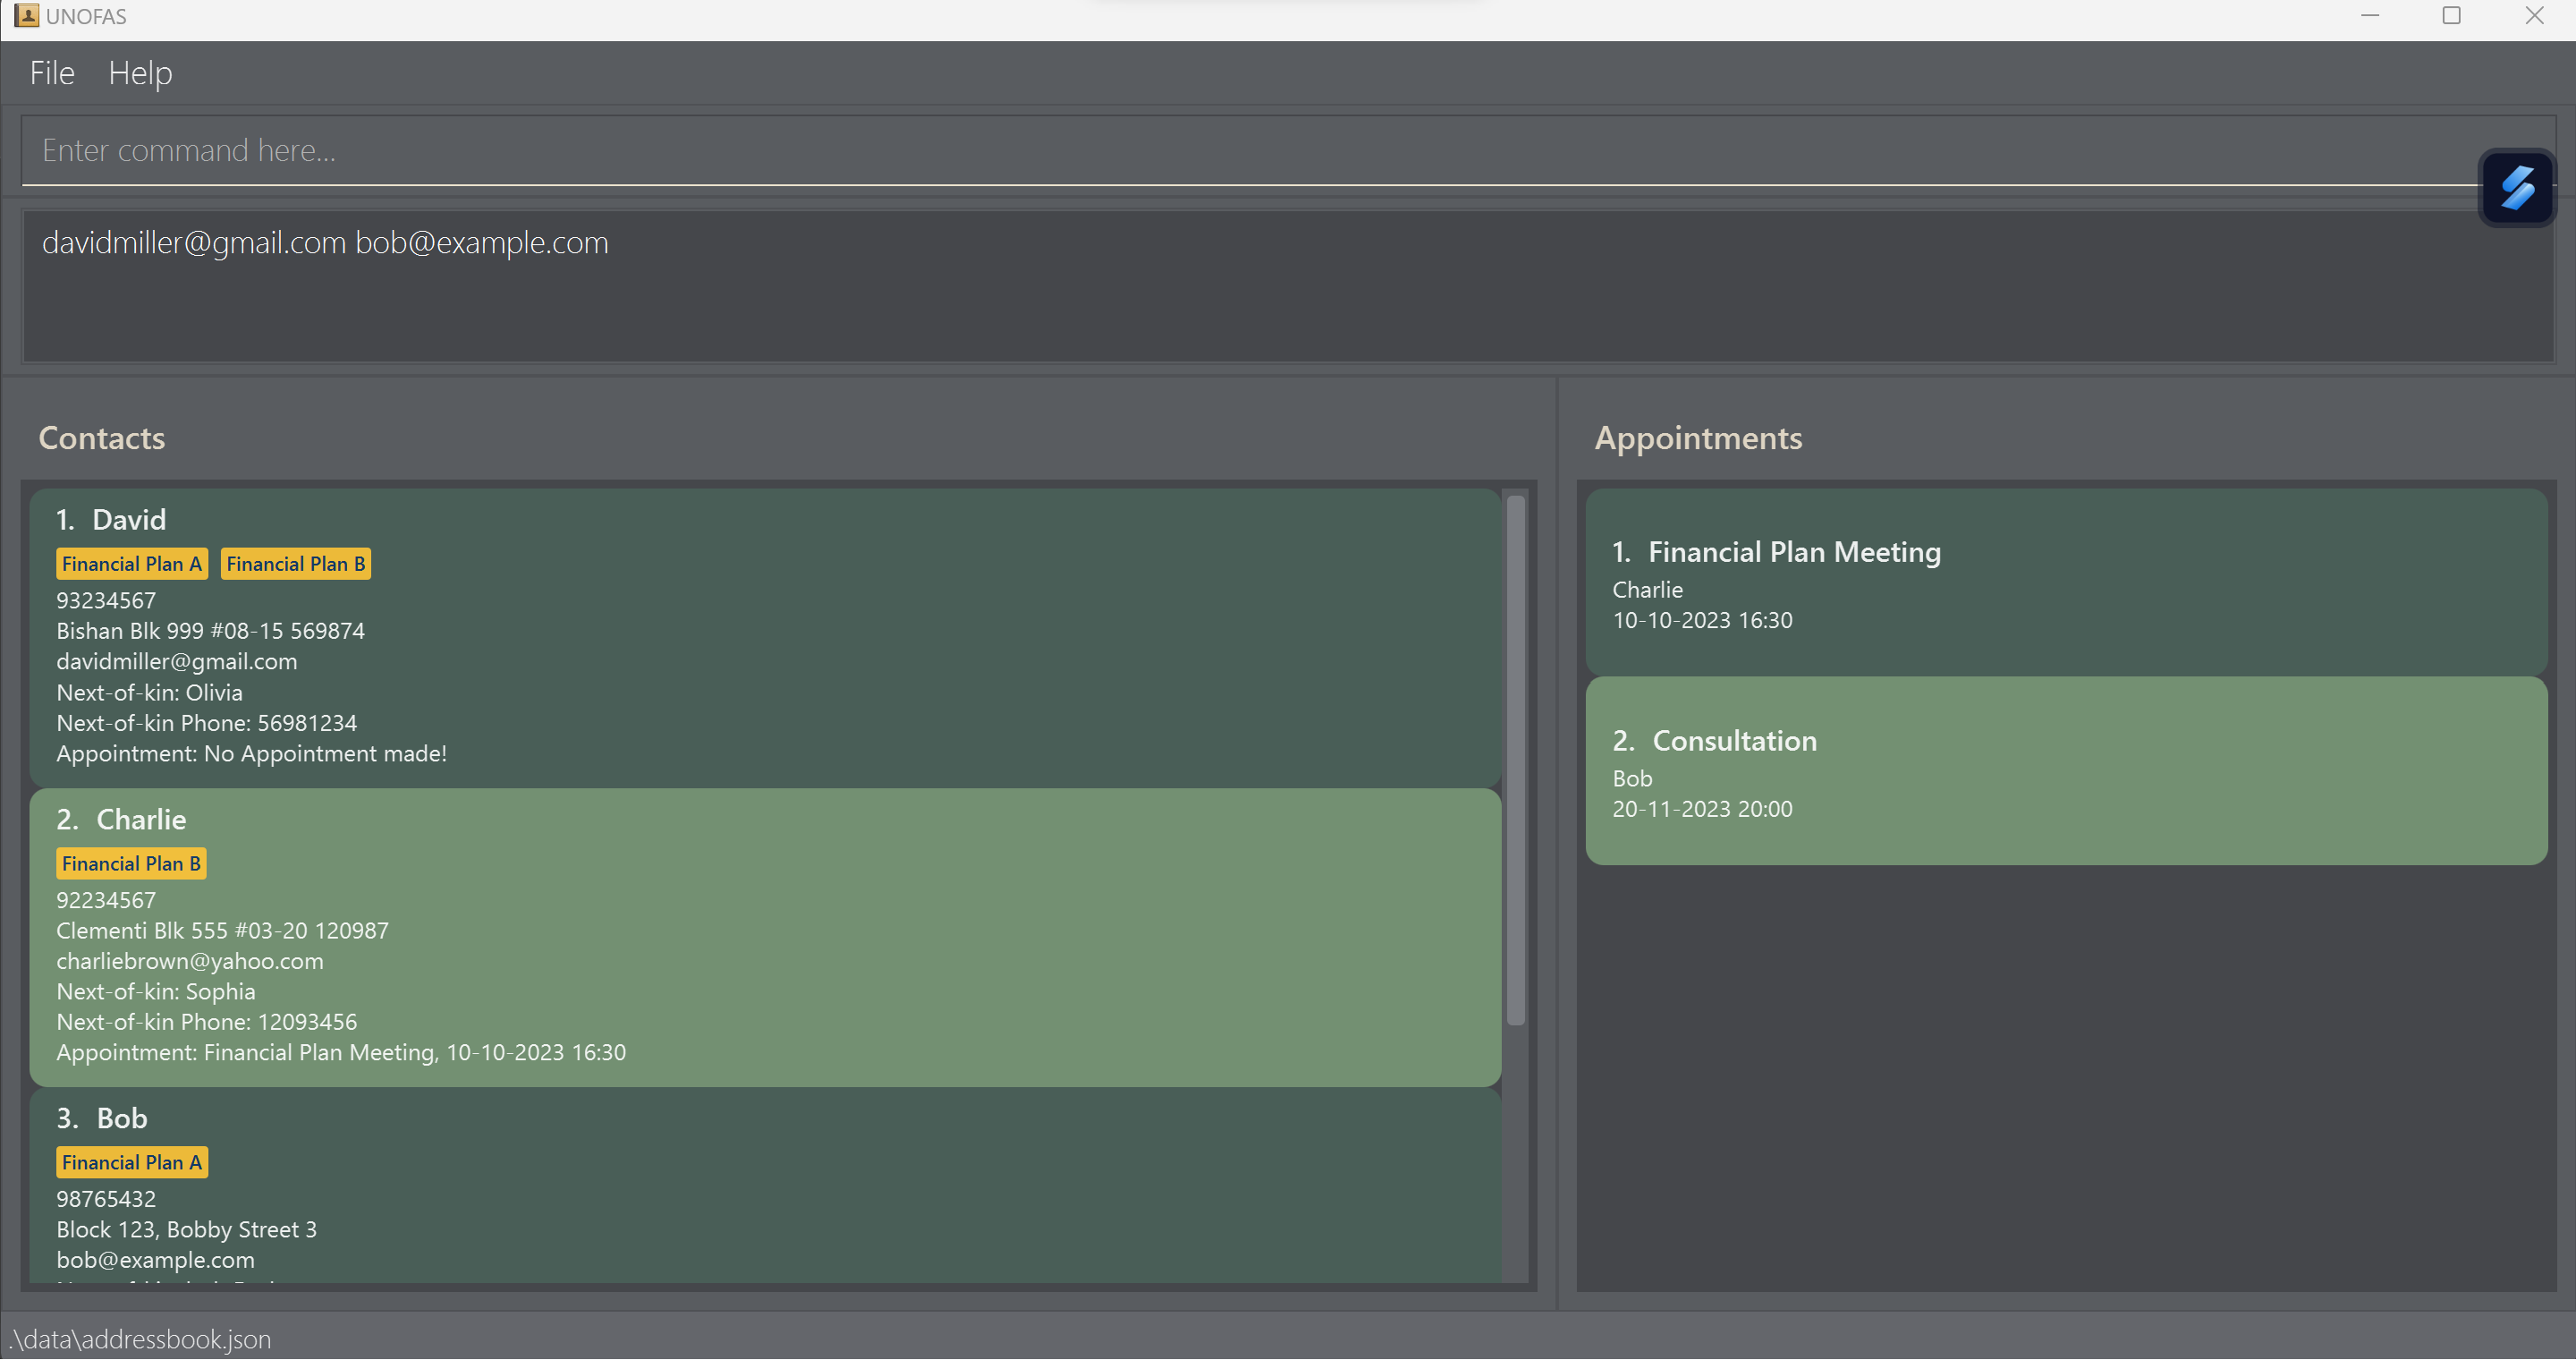 UNOFAS
File Help
Enter command here...
davidmiller@gmail.com bob@example.com
Contacts
1. David
Financial Plan A Financial Plan B
93234567
Bishan Blk 999 #08-15 569874
davidmiller@gmail.com
Next-of-kin: Olivia
Next-of-kin Phone: 56981234
Appointment: No Appointment made!
2. Charlie
Financial Plan B
92234567
Clementi Blk 555 #03-20 120987
charliebrown@yahoo.com
Next-of-kin: Sophia
Next-of-kin Phone: 12093456
Appointment: Financial Plan Meeting, 10-10-2023 16:30
3. Bob
Financial Plan A
98765432
Block 123, Bobby Street 3
bob@example.com
Appointments
1. Financial Plan Meeting
Charlie
10-10-2023 16:30
2. Consultation
Bob
20-11-2023 20:00
.\data\addressbook.json